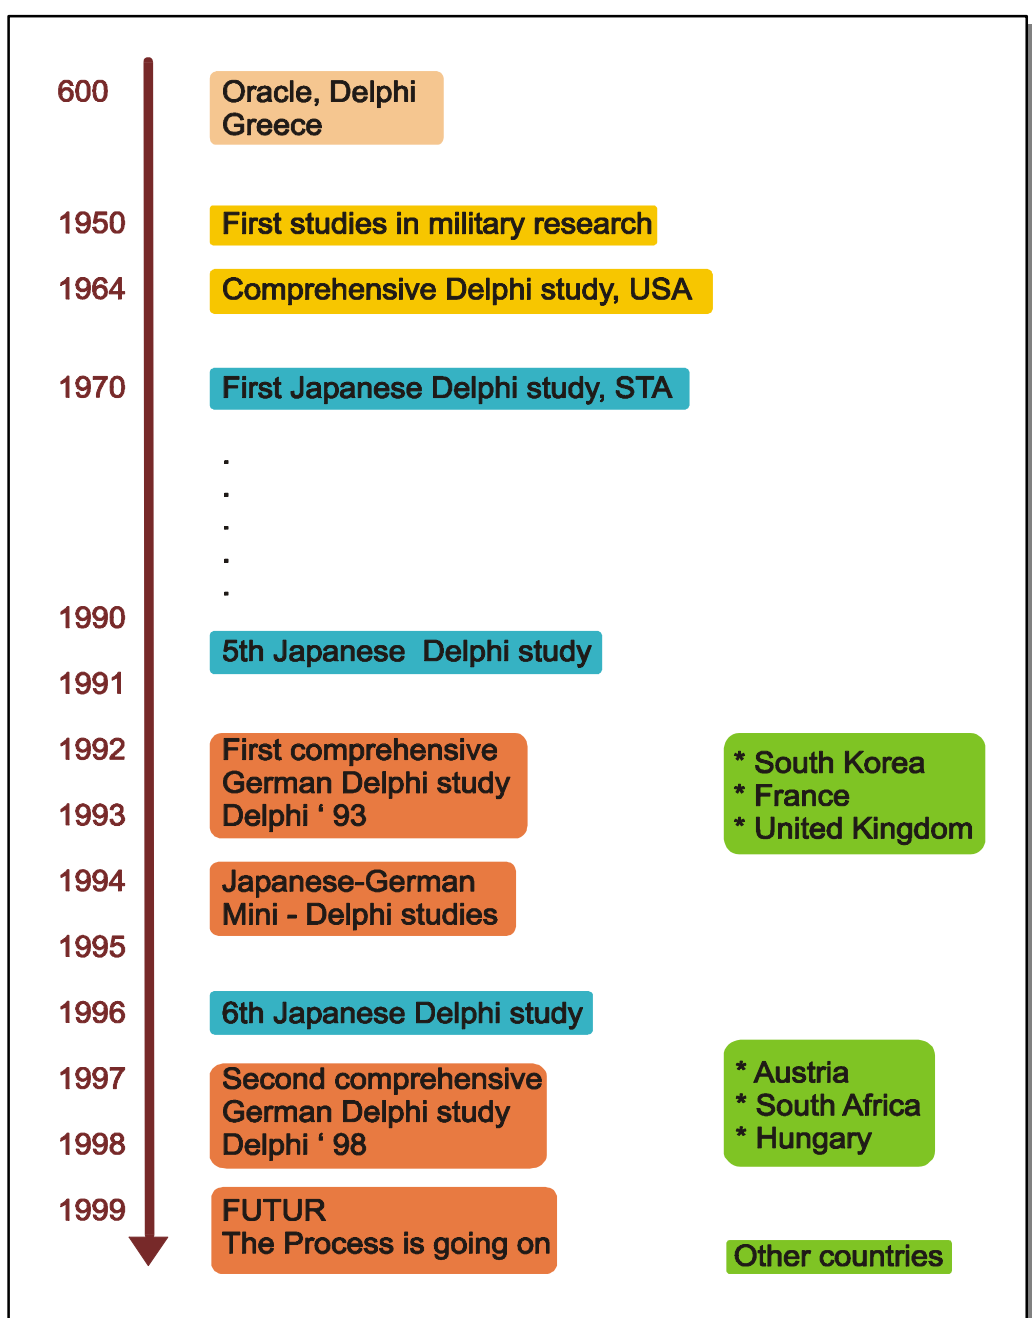 600
Oracle, Delphi
Greece
1950
First studies in military research
1964
Comprehensive Delphi study, USA
1970
First Japanese Delphi study, STA
.
.
.
.
.
1990
5th Japanese Delphi study
1991
1992
First comprehensive
German Delphi study
1993
Delphi ‘ 93
* South Korea
* France
* United Kingdom
1994
Japanese-German
Mini - Delphi studies
1995
1996
6th Japanese Delphi study
1997
Second comprehensive
German Delphi study
1998
Delphi ‘ 98
* Austria
* South Africa
* Hungary
1999
FUTUR
The Process is going on
Other countries